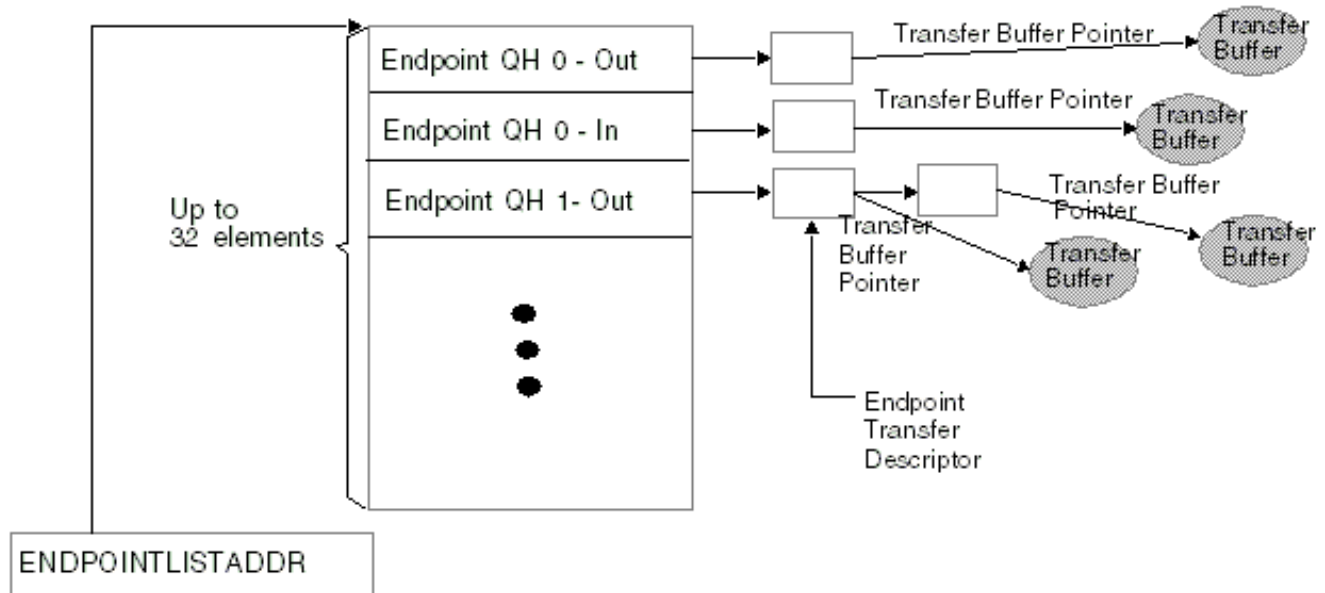 Transfer Buffer Pointer
Transfer
Buffer
Endpoint QH 0 - Out
Transfer Buffer Pointer
Transfer
Buffer
Endpoint QH 0 - In
Endpoint QH 1- Out
Transfer Buffer
Pointer
Up to
32 elements
Transfer
Buffer
Pointer
Transfer
Buffer
Transfer
Buffer
Endpoint
Transfer
Descriptor
ENDPOINTLISTADDR